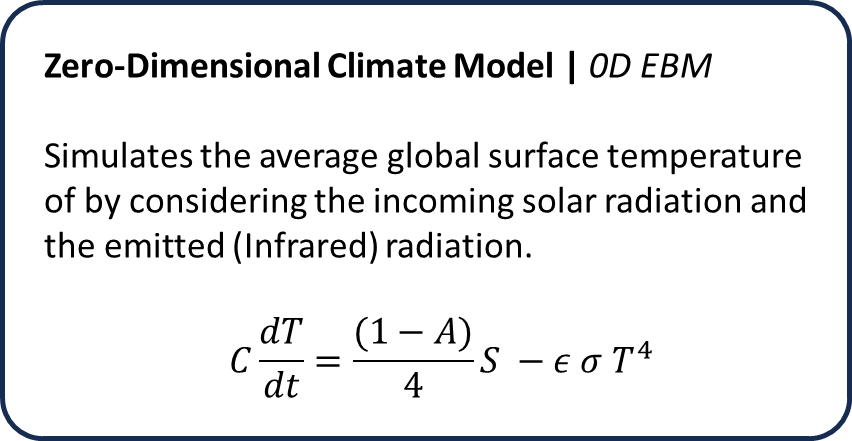 Zero-Dimensional Climate Model | 0D EBM
Simulates the average global surface temperature
of by considering the incoming solar radiation and
the emitted (Infrared) radiation.
C dT/dt = (1 − A)/4 S − ϵ σ T⁴